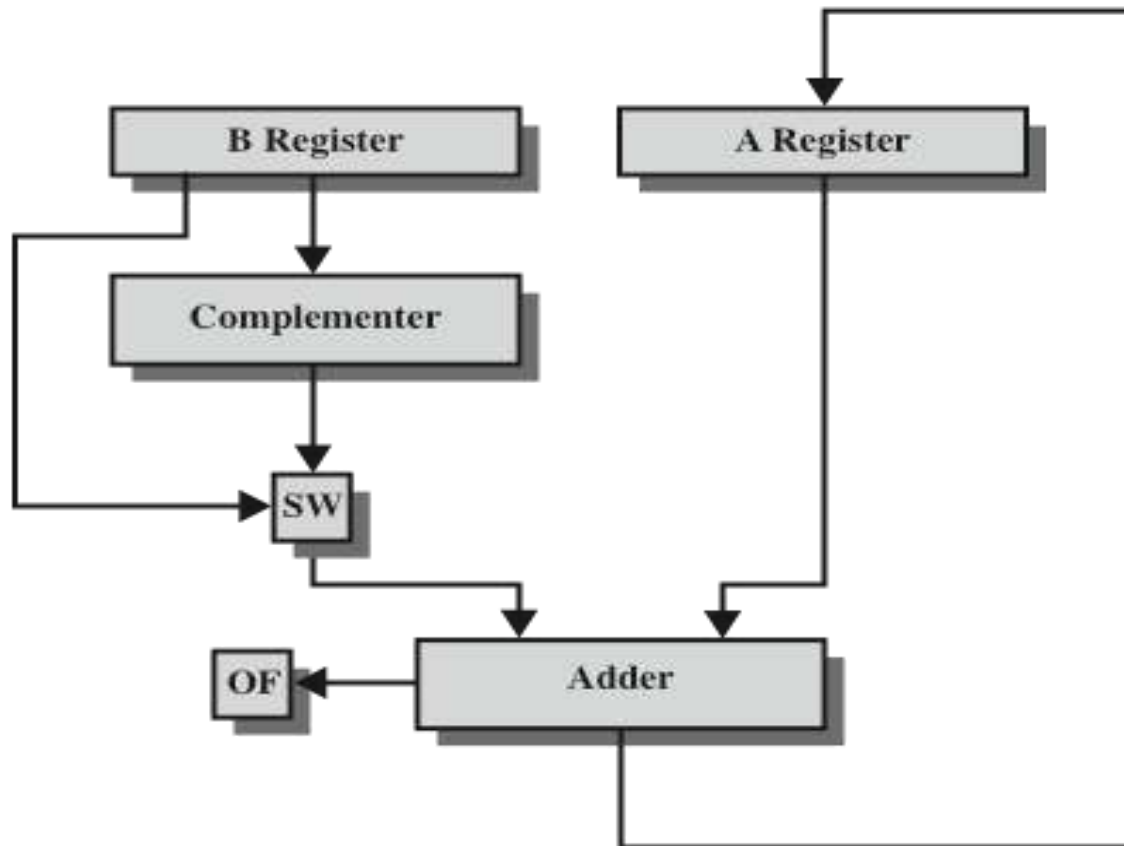 B Register
A Register
Complementer
SW
OF
Adder